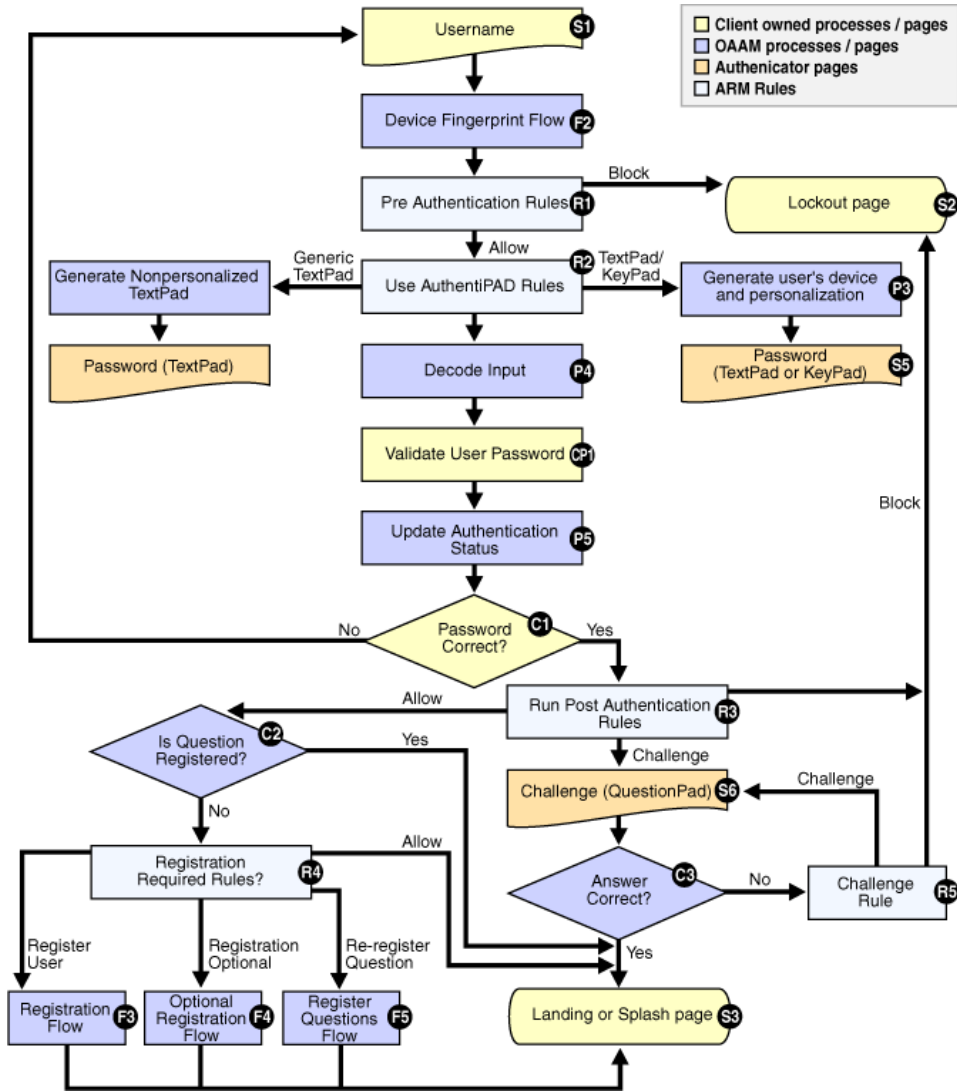 Username
S1
Client owned processes / pages
OAAM processes / pages
Authenicator pages
ARM Rules
Device Fingerprint Flow
F2
Block
Pre Authentication Rules
R1
Lockout page
S2
Allow
Generic
TextPad
R2
TextPad/
KeyPad
Generate Nonpersonalized
TextPad
Use AuthentiPAD Rules
Generate user's device
and personalization
P3
Password (TextPad)
Decode Input
P4
Password
(TextPad or KeyPad)
S5
Validate User Password
CP1
Block
Update Authentication
Status
P5
No
Password
Correct?
C1
Yes
Allow
Run Post Authentication
Rules
R3
Is Question
Registered?
C2
Yes
Challenge
Challenge
Challenge (QuestionPad)
S6
No
Allow
Registration
Required Rules?
R4
Answer
Correct?
C3
No
Challenge
Rule
R5
Register
User
Registration
Optional
Re-register
Question
Yes
Registration
Flow
F3
Optional
Registration
Flow
F4
Register
Questions
Flow
F5
Landing or Splash page
S3